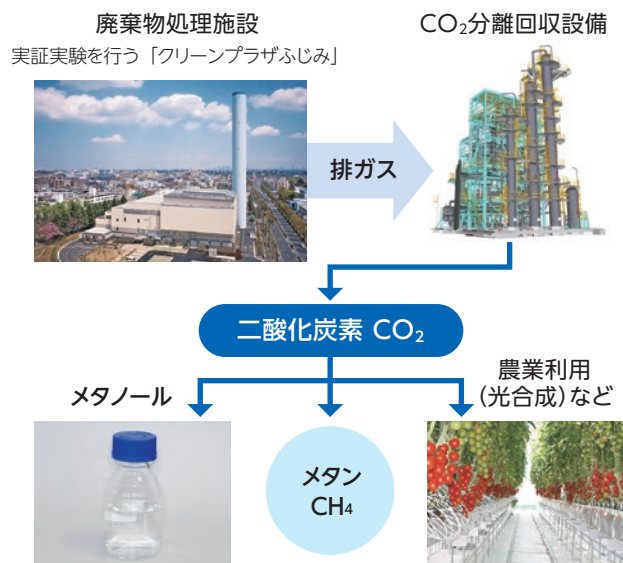 廃棄物処理施設
実証実験を行う「クリーンプラザふじみ」
CO₂分離回収設備
排ガス
二酸化炭素 CO₂
メタノール
メタン
CH₄
農業利用
(光合成)など